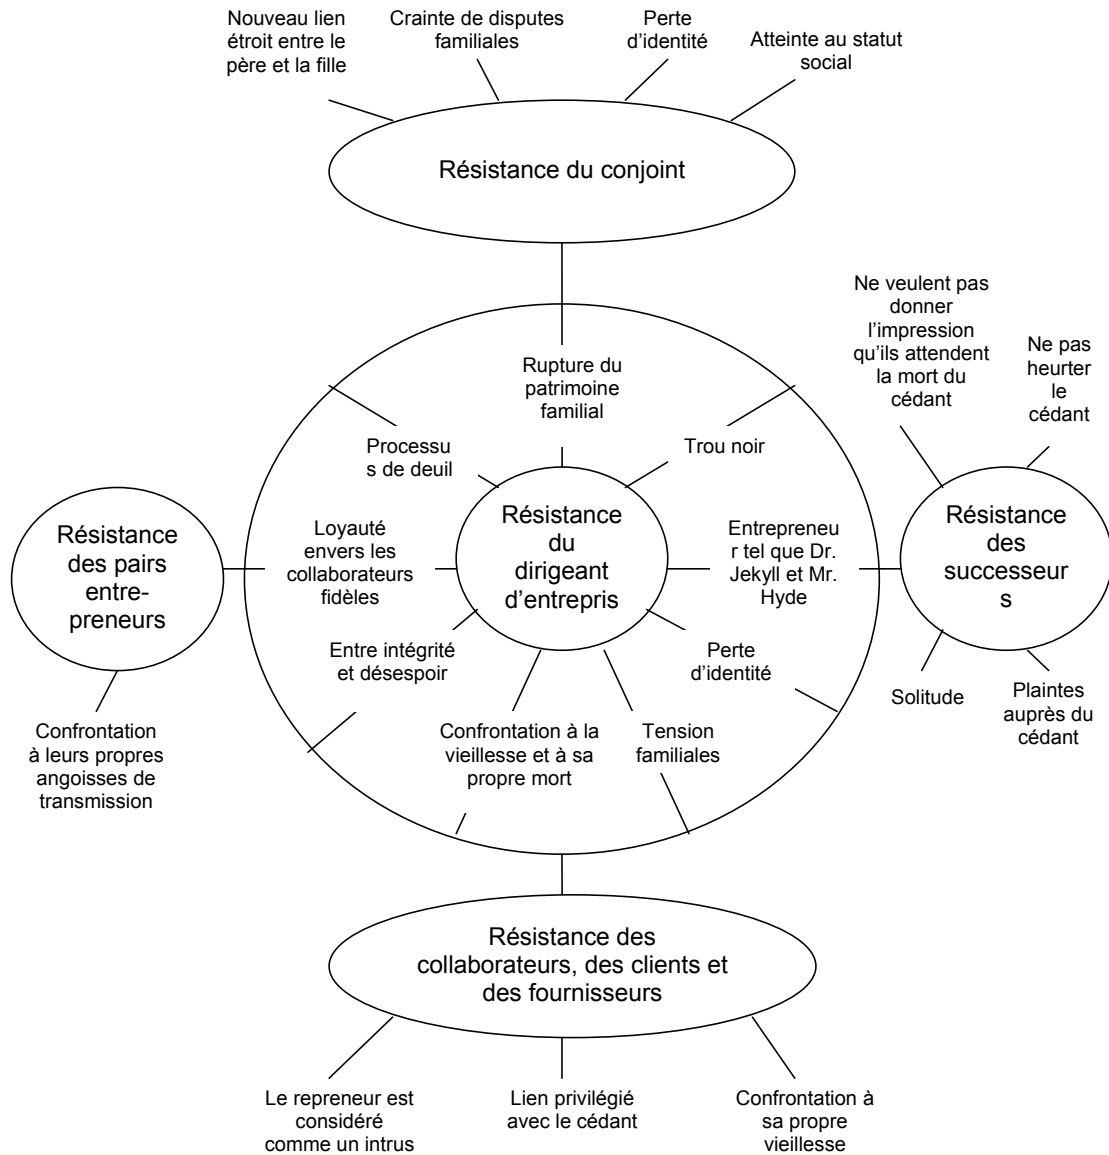 Nouveau lien
étroit entre le
père et la fille
Crainte de disputes
familiales
Perte
d’identité
Atteinte au statut
social
Résistance du conjoint
Ne veulent pas
donner
l’impression
qu’ils attendent
la mort du
cédant
Ne pas
heurter
le
cédant
Rupture du
patrimoine
familial
Processu
s de deuil
Trou noir
Résistance
des pairs
entre-
preneurs
Loyauté
envers les
collaborateurs
fidèles
Résistance
du
dirigeant
d’entrepris
Entrepreneu
r tel que Dr.
Jekyll et Mr.
Hyde
Résistance
des
successeur
s
Entre intégrité
et désespoir
Perte
d’identité
Confrontation à la
vieillesse et à sa
propre mort
Tension
familiales
Solitude
Plaintes
auprès du
cédant
Confrontation
à leurs propres
angoisses de
transmission
Résistance des
collaborateurs, des clients et
des fournisseurs
Le repreneur est
considéré
comme un intrus
Lien privilégié
avec le cédant
Confrontation à
sa propre
vieillesse